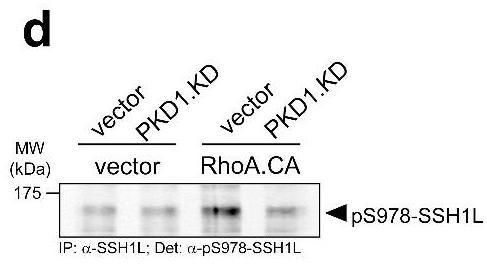 d
vector PKD1.KD vector PKD1.KD
MW
(kDa)
vector RhoA.CA
175
pS978-SSH1L
IP: α-SSH1L; Det: α-pS978-SSH1L